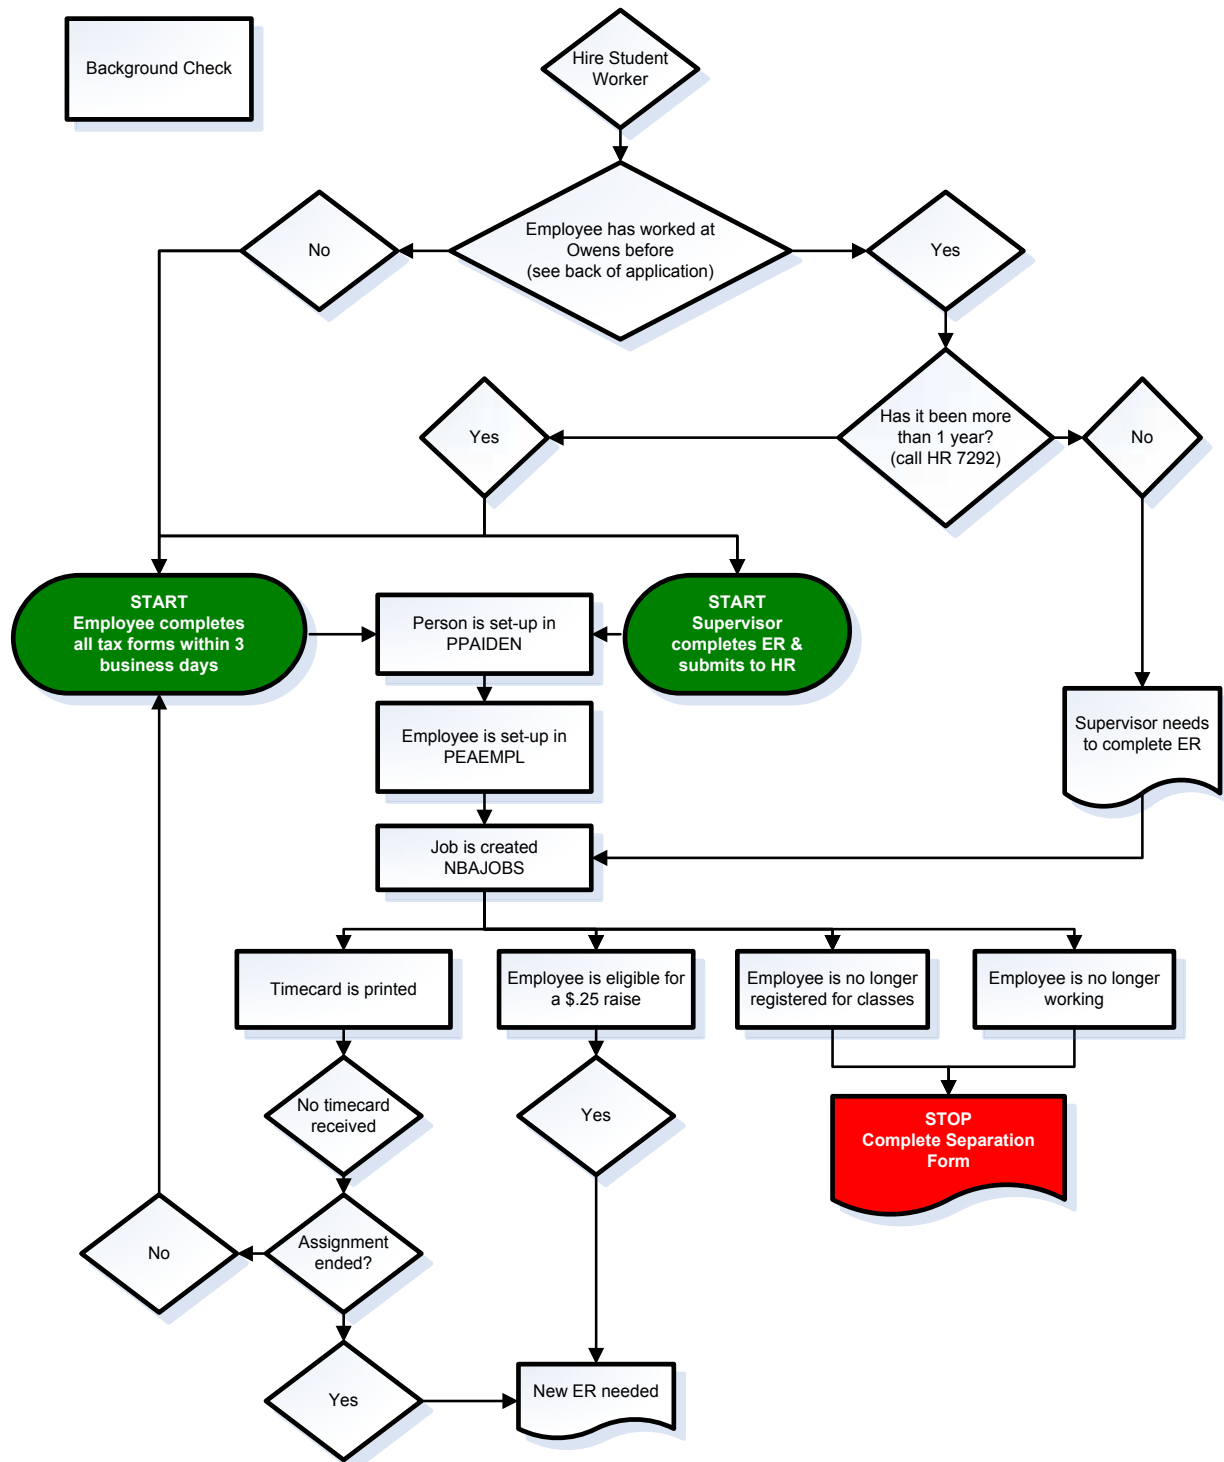 Background Check
Hire Student
Worker
Employee has worked at
Owens before
(see back of application)
No
Yes
Has it been more
than 1 year?
(call HR 7292)
Yes
No
START
Employee completes
all tax forms within 3
business days
Person is set-up in
PPAIDEN
START
Supervisor
completes ER &
submits to HR
Employee is set-up in
PEAEMPL
Supervisor needs
to complete ER
Job is created
NBAJOBS
Timecard is printed
Employee is eligible for
a $.25 raise
Employee is no longer
registered for classes
Employee is no longer
working
No timecard
received
Yes
STOP
Complete Separation
Form
No
Assignment
ended?
Yes
New ER needed